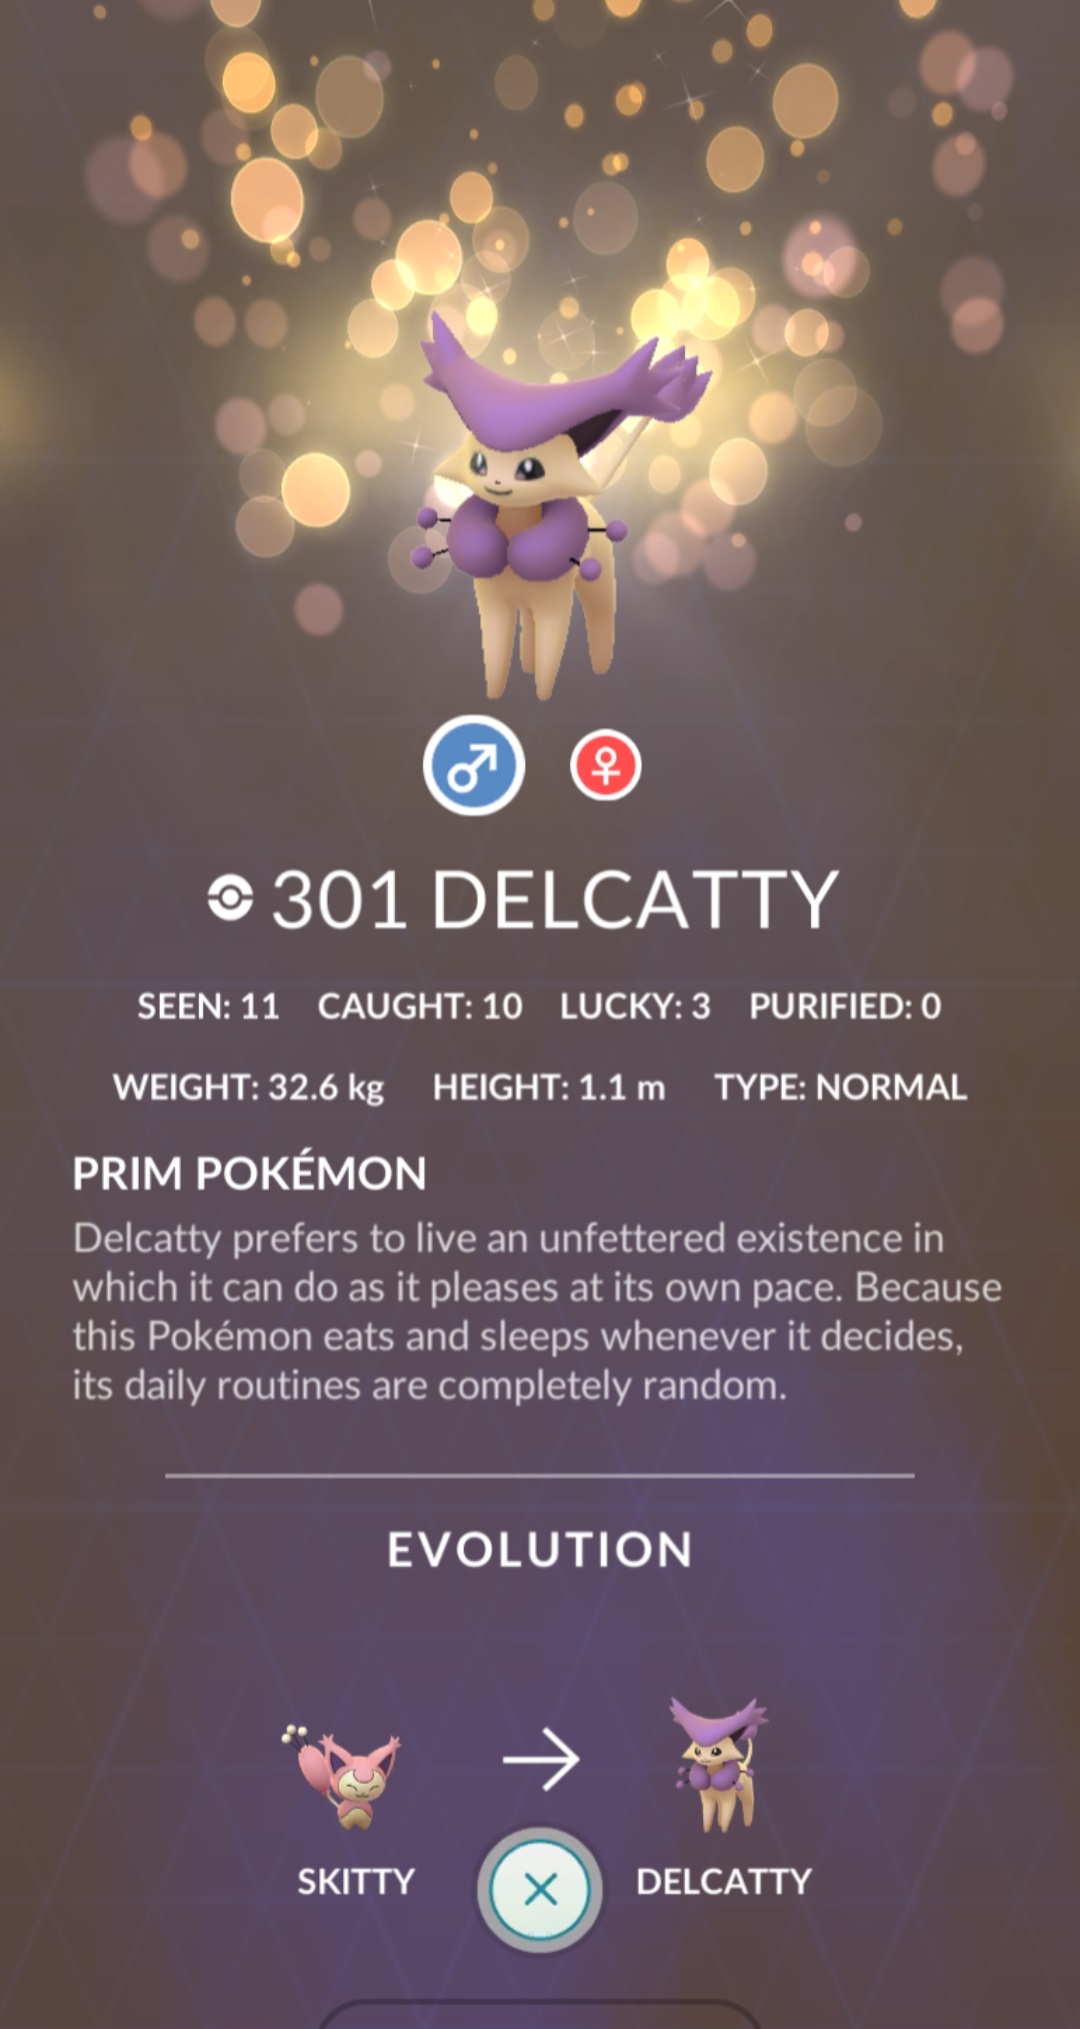 301 DELCATTY
SEEN: 11 CAUGHT: 10 LUCKY: 3 PURIFIED: 0
WEIGHT: 32.6 kg HEIGHT: 1.1 m TYPE: NORMAL
PRIM POKÉMON
Delcatty prefers to live an unfettered existence in
which it can do as it pleases at its own pace. Because
this Pokémon eats and sleeps whenever it decides,
its daily routines are completely random.
EVOLUTION
SKITTY DELCATTY